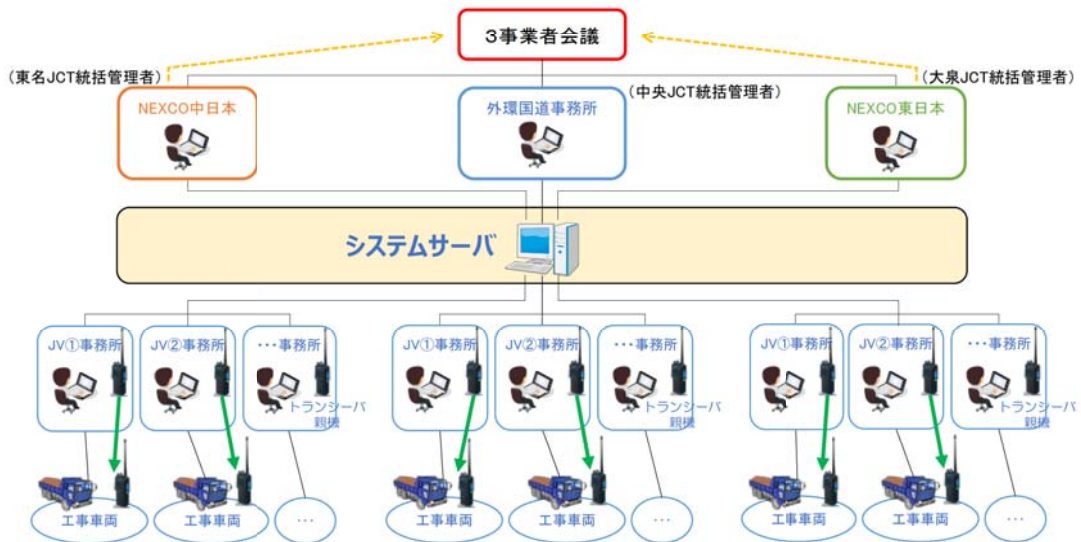 ３事業者会議
（東名JCT統括管理者）
（中央JCT統括管理者）
（大泉JCT統括管理者）
NEXCO中日本
外環国道事務所
NEXCO東日本
システムサーバ
JV①事務所
JV②事務所
・・・事務所
トランシーバ
親機
JV①事務所
JV②事務所
・・・事務所
トランシーバ
親機
JV①事務所
JV②事務所
・・・事務所
トランシーバ
親機
工事車両
工事車両
・・・
工事車両
工事車両
・・・
工事車両
工事車両
・・・